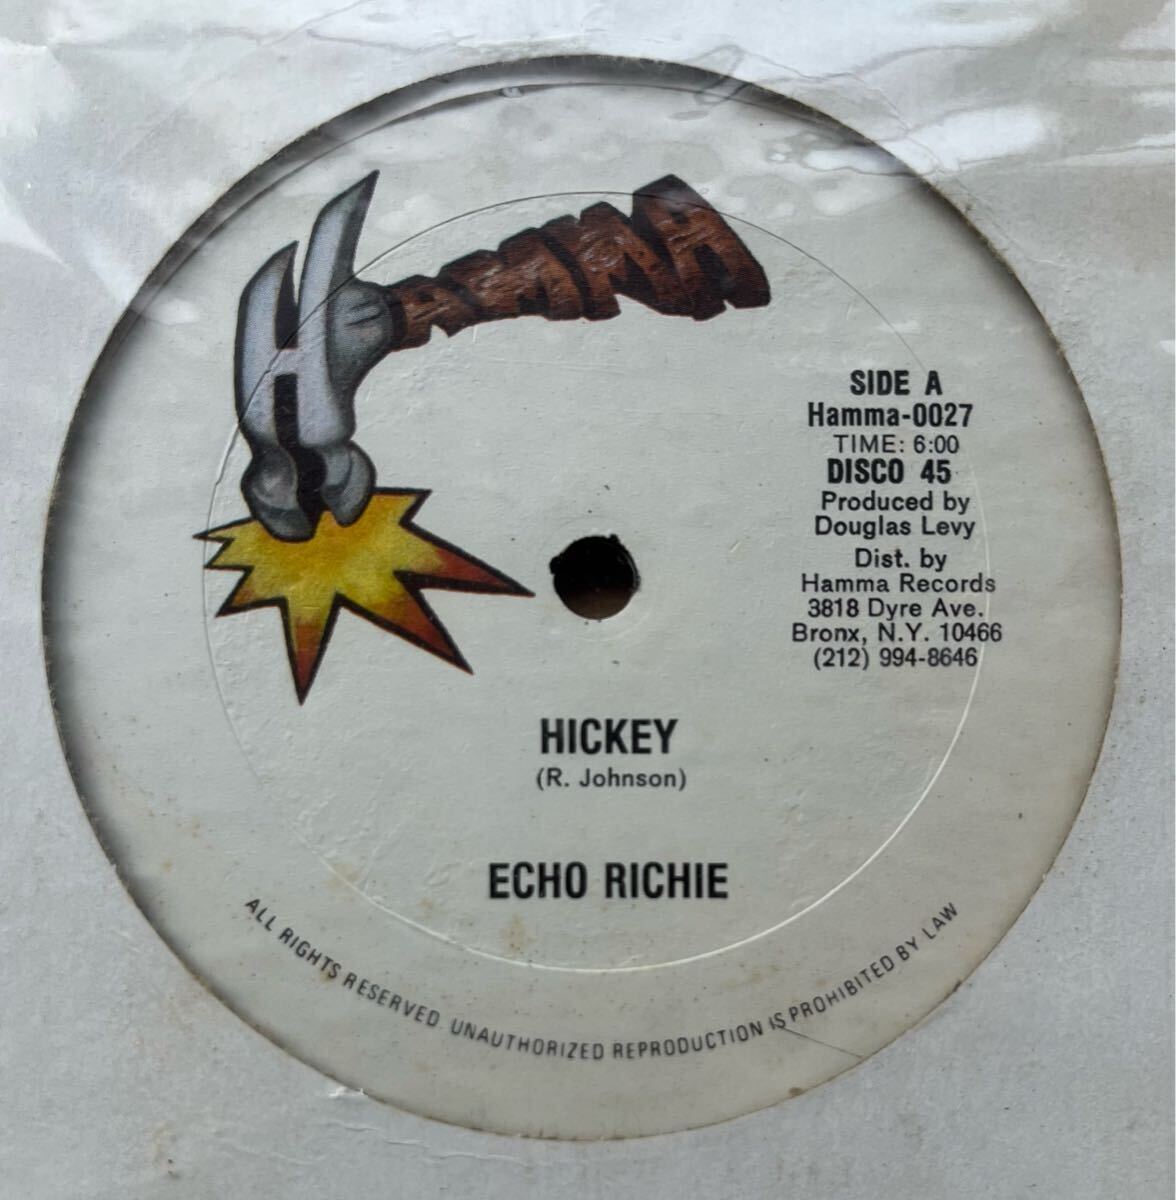 HAMMA
SIDE A
Hamma-0027
TIME: 6:00
DISCO 45
Produced by
Douglas Levy
Dist. by
Hamma Records
3818 Dyre Ave.
Bronx, N.Y. 10466
(212) 994-8646
HICKEY
(R. Johnson)
ECHO RICHIE
ALL RIGHTS RESERVED. UNAUTHORIZED REPRODUCTION IS PROHIBITED BY LAW